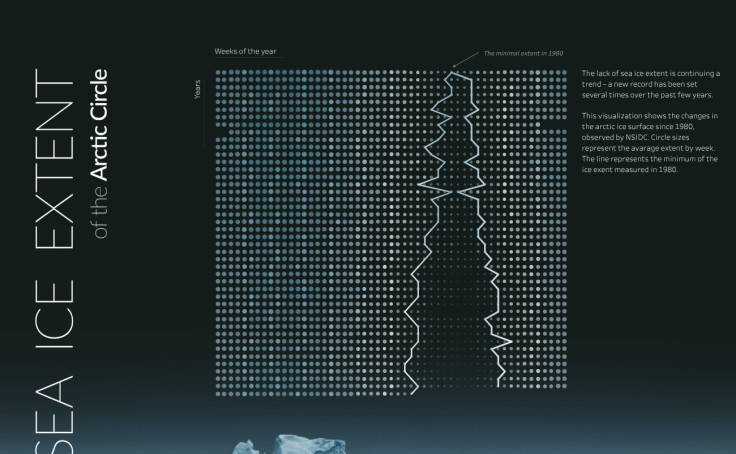 SEA ICE EXTENT
of the Arctic Circle
Weeks of the year
Years
The minimal extent in 1980
The lack of sea ice extent is continuing a
trend – a new record has been set
several times over the past few years.
This visualization shows the changes in
the arctic ice surface since 1980,
observed by NSIDC. Circle sizes
represent the avarage extent by week.
The line represents the minimum of the
ice exent measured in 1980.